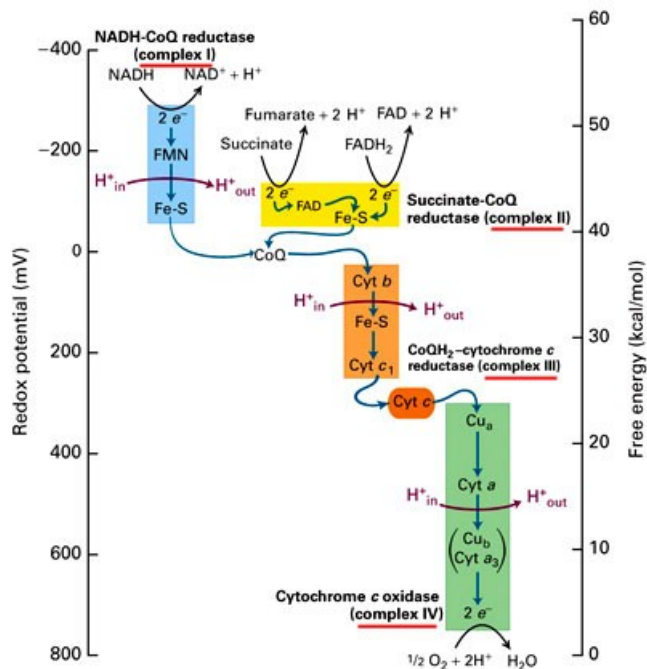 NADH-CoQ reductase
(complex I)
NADH NAD⁺ + H⁺
2 e⁻
FMN
H⁺in H⁺out
Fe-S
Fumarate + 2 H⁺ FAD + 2 H⁺
Succinate FADH₂
2 e⁻ FAD 2 e⁻
Fe-S
Succinate-CoQ
reductase (complex II)
CoQ
Cyt b
H⁺in H⁺out
Fe-S
Cyt c₁
CoQH₂–cytochrome c
reductase (complex III)
Cyt c
Cuₐ
Cyt a
H⁺in H⁺out
(Cu_b
Cyt a₃)
Cytochrome c oxidase
(complex IV)
2 e⁻
1/2 O₂ + 2H⁺ H₂O
Redox potential (mV)
−400
−200
0
200
400
600
800
Free energy (kcal/mol)
60
50
40
30
20
10
0